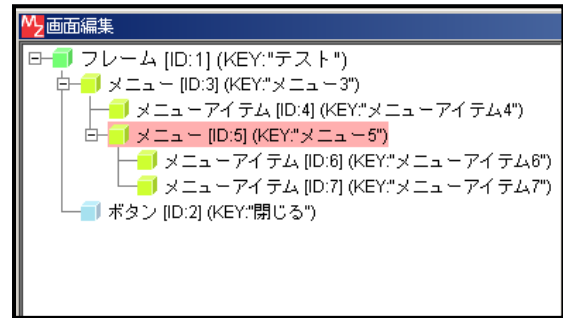 MZ画面編集
フレーム [ID:1] (KEY:"テスト")
メニュー [ID:3] (KEY:"メニュー3")
メニューアイテム [ID:4] (KEY:"メニューアイテム4")
メニュー [ID:5] (KEY:"メニュー5")
メニューアイテム [ID:6] (KEY:"メニューアイテム6")
メニューアイテム [ID:7] (KEY:"メニューアイテム7")
ボタン [ID:2] (KEY:"閉じる")